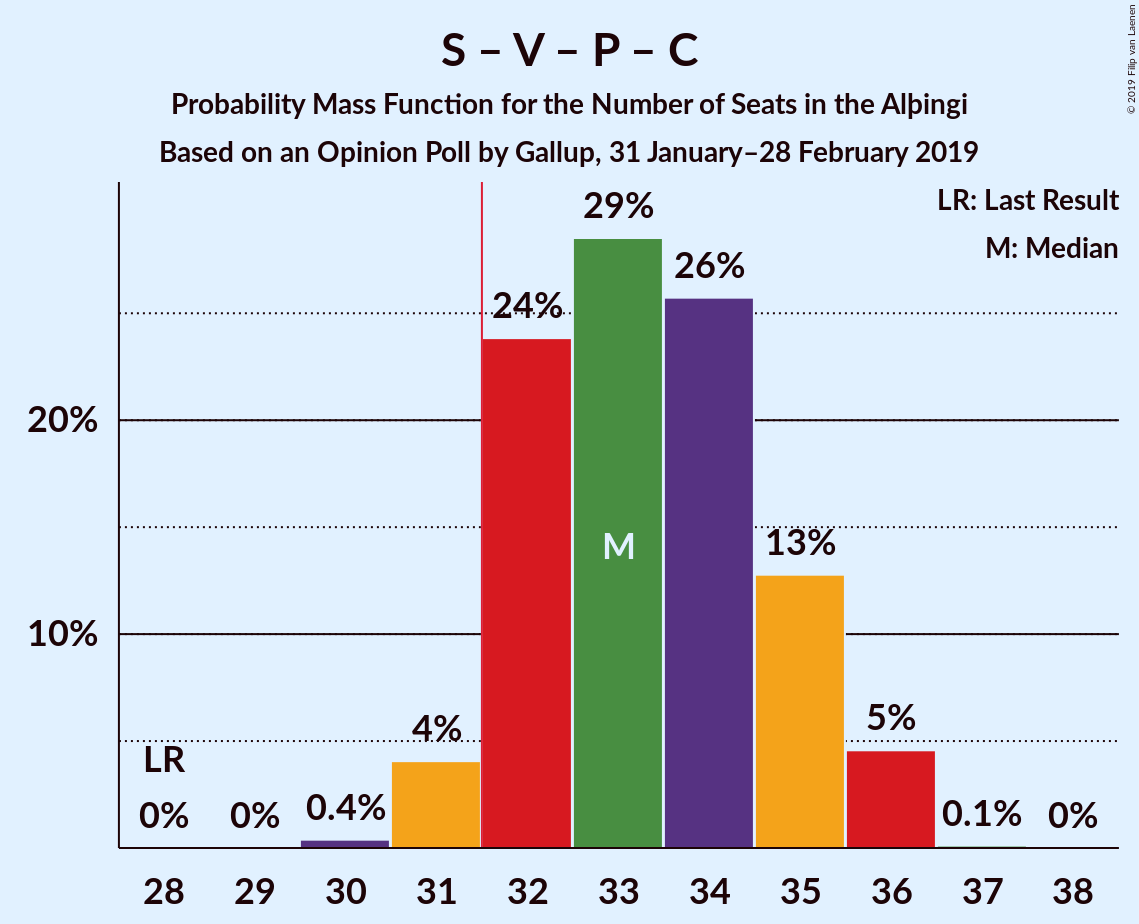 S – V – P – C
Probability Mass Function for the Number of Seats in the Alþingi
Based on an Opinion Poll by Gallup, 31 January–28 February 2019
© 2019 Filip van Laenen
LR: Last Result
M: Median
29%
26%
24%
20%
M
13%
10%
5%
4%
LR
0%
0%
0.4%
0.1%
0%
28 29 30 31 32 33 34 35 36 37 38